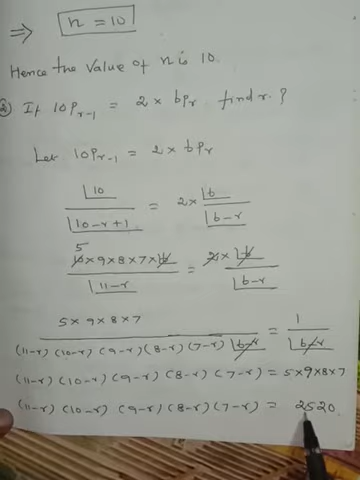 ⇒ n = 10
Hence the value of n is 10.
② If 10P r-1 = 2 × 6Pr find r. ?
Let 10P r-1 = 2 × 6Pr
⌊10 / ⌊10-r+1 = 2 × ⌊6 / ⌊6-r
5
10 × 9 × 8 × 7 × ⌊6 / ⌊11-r = 2 × ⌊6 / ⌊6-r
5 × 9 × 8 × 7 / (11-r) (10-r) (9-r) (8-r) (7-r) ⌊6-r = 1 / ⌊6-r
(11-r) (10-r) (9-r) (8-r) (7-r) = 5×9×8×7
(11-r) (10-r) (9-r) (8-r) (7-r) = 2520.